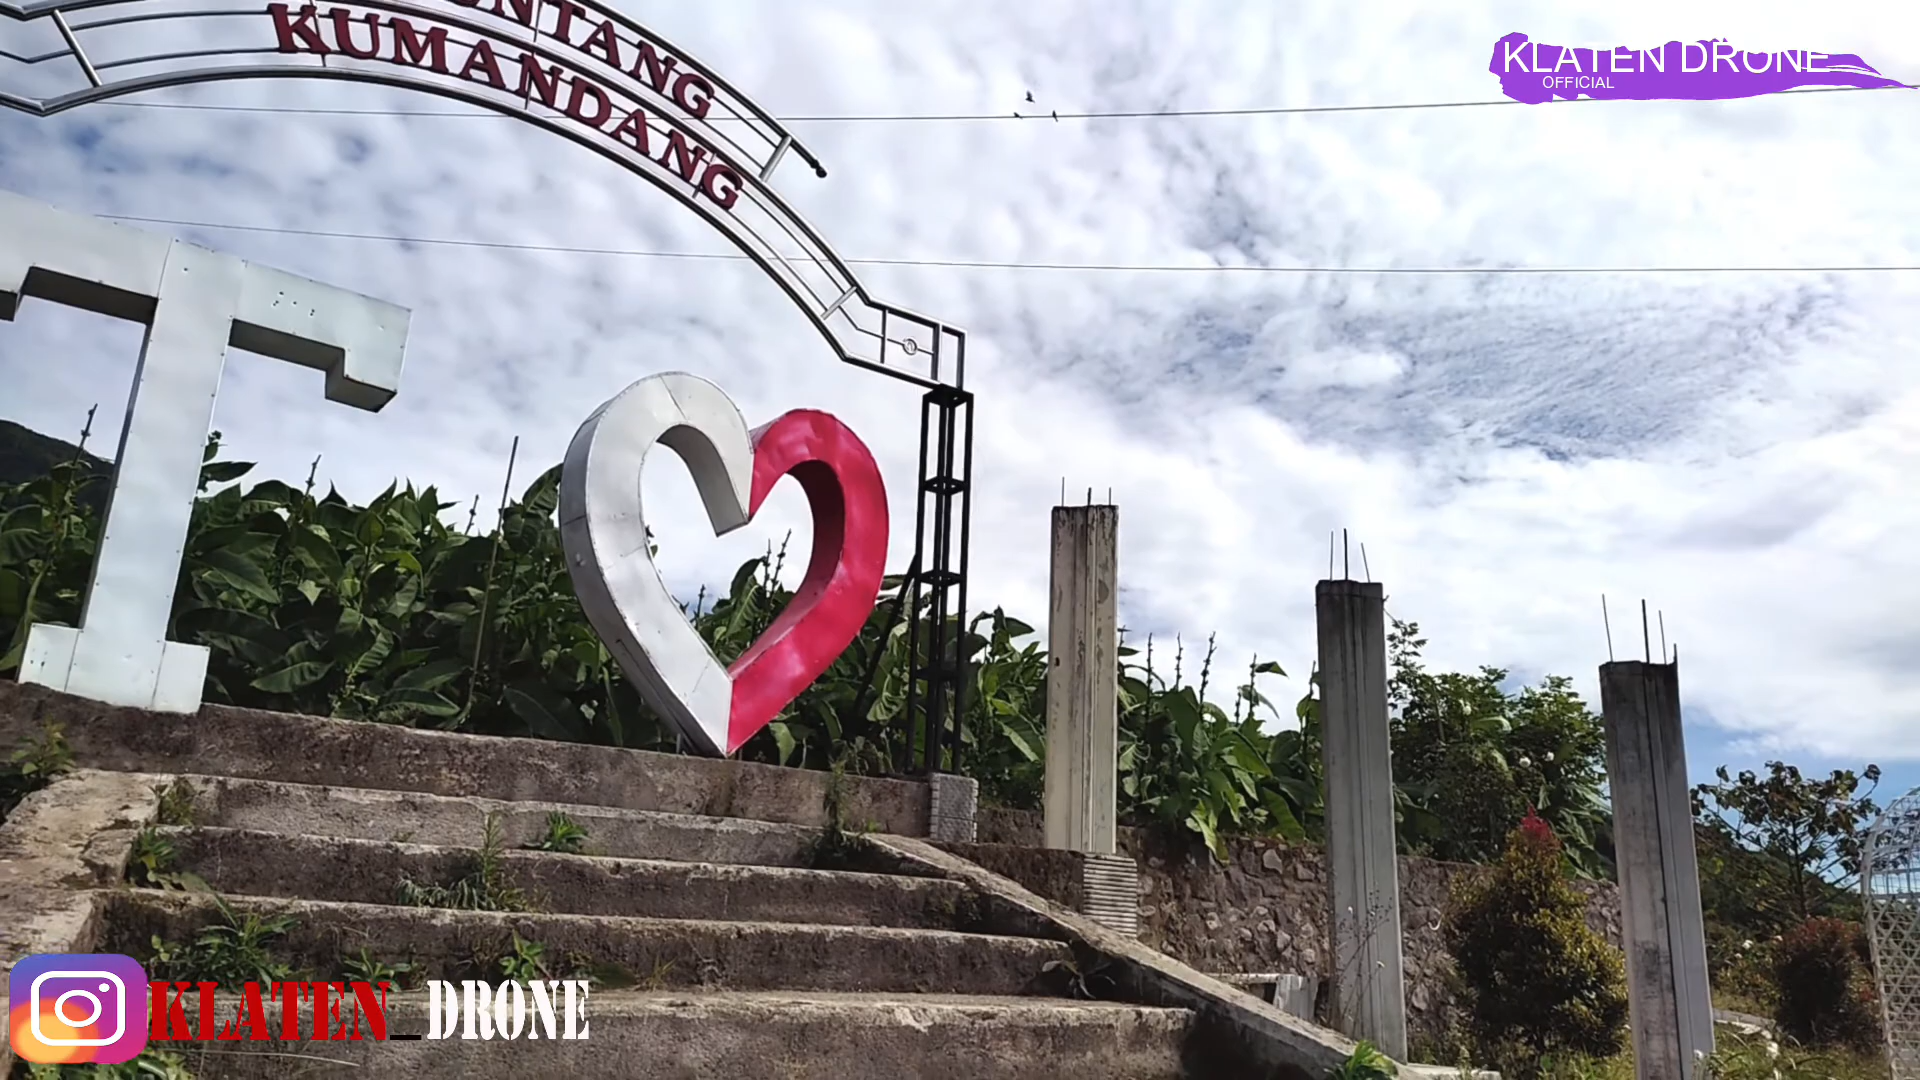 KUMANDANG
T
KLATEN DRONE
OFFICIAL
KLATEN_DRONE